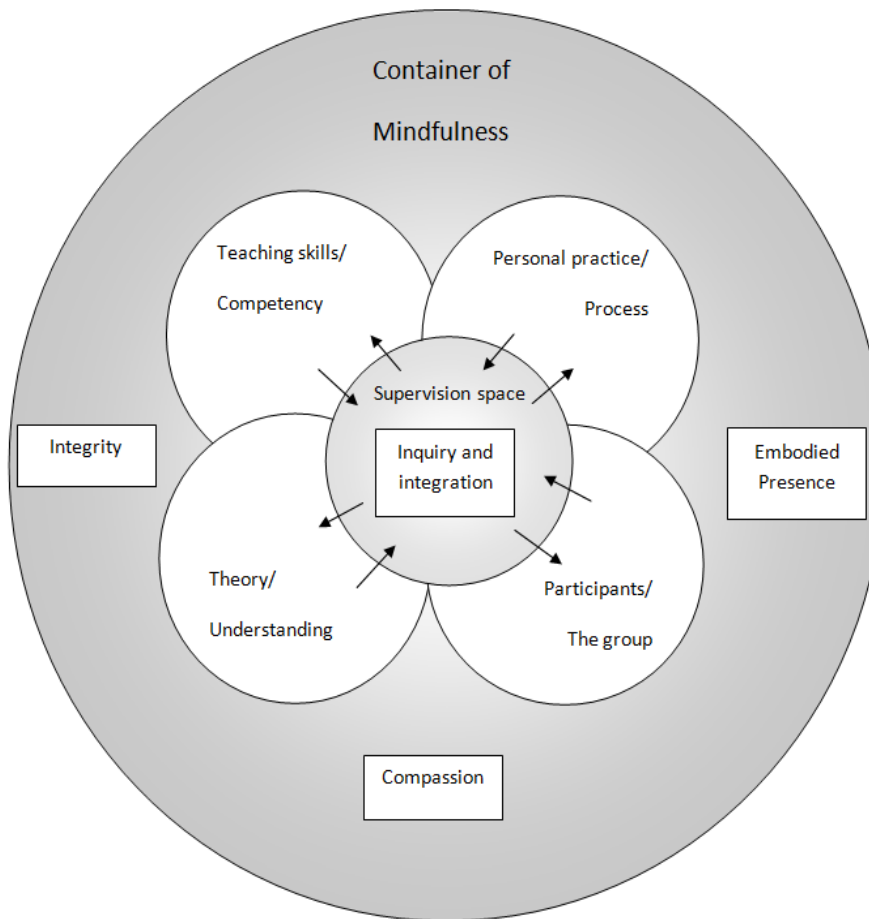 Container of
Mindfulness
Teaching skills/
Competency
Personal practice/
Process
Supervision space
Inquiry and
integration
Integrity
Embodied
Presence
Theory/
Understanding
Participants/
The group
Compassion